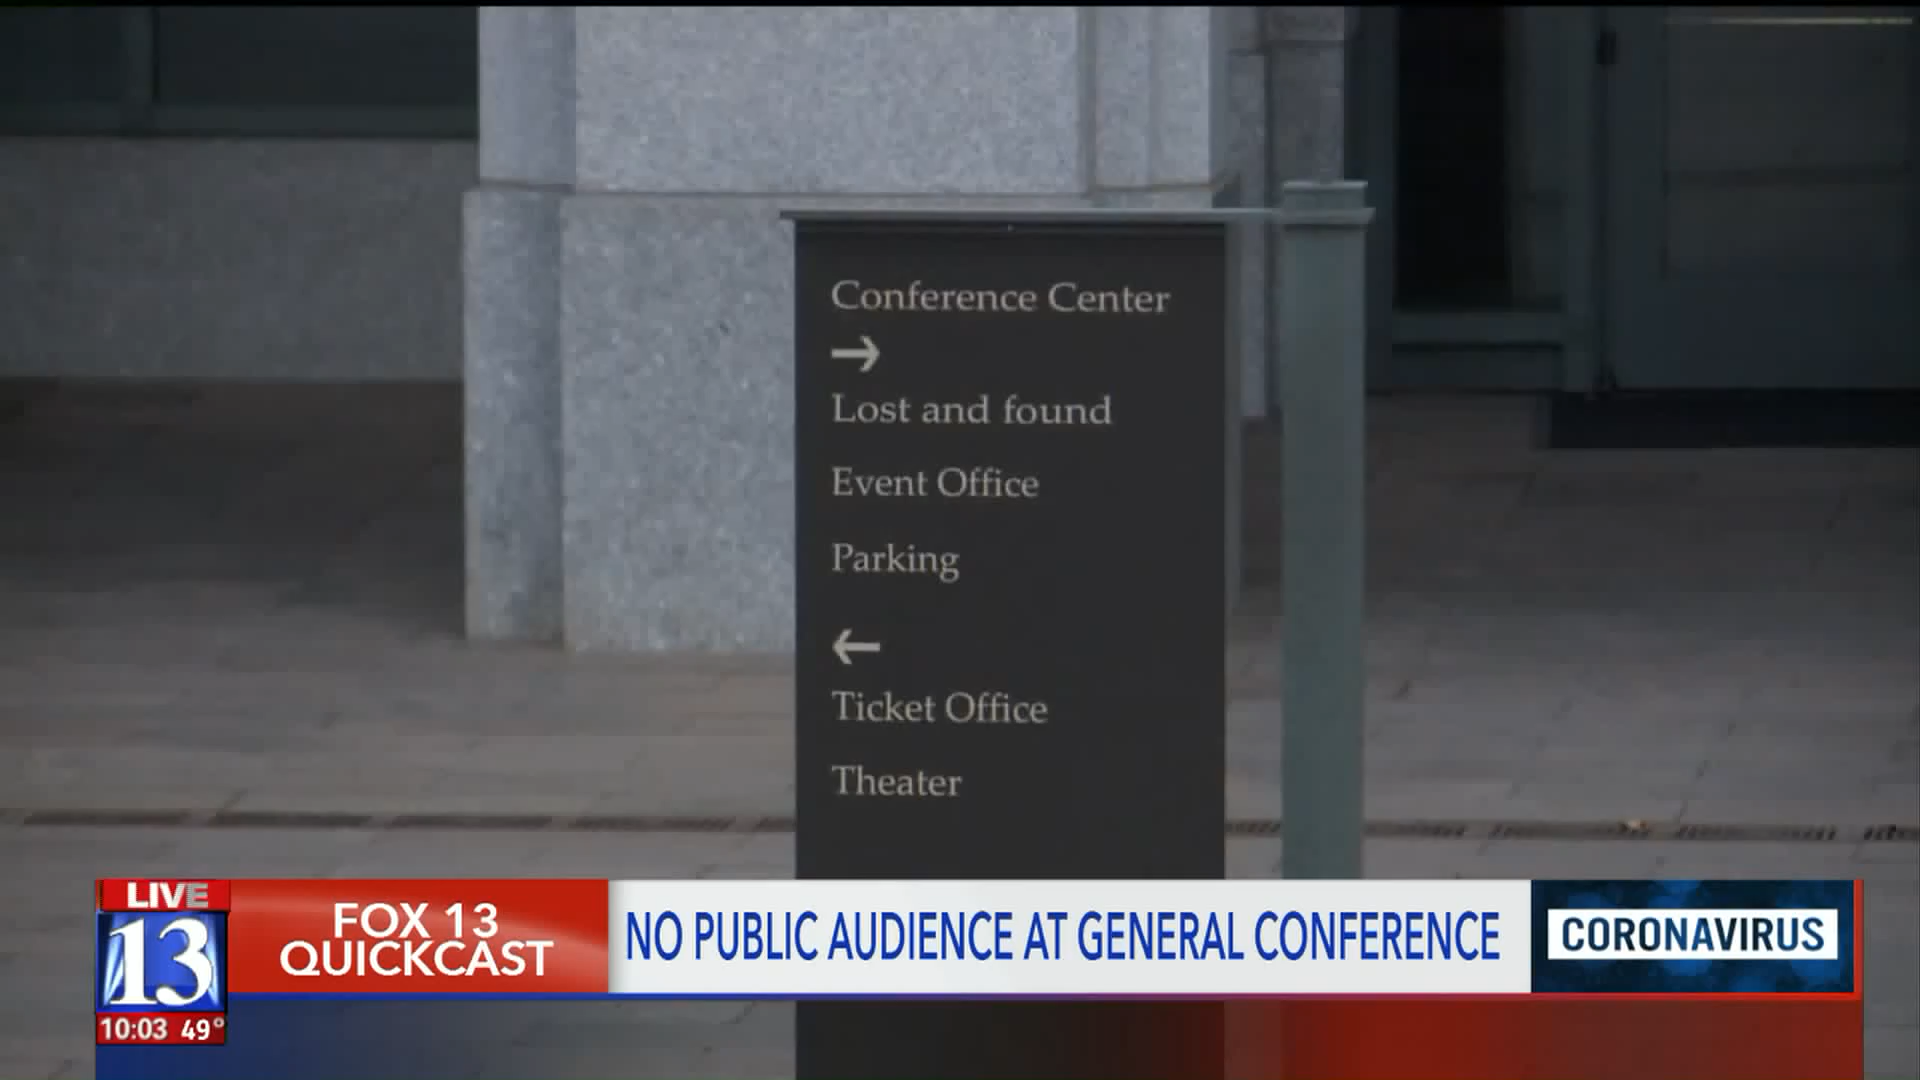 Conference Center
→
Lost and found
Event Office
Parking
←
Ticket Office
Theater
LIVE
13
10:03 49°
FOX 13
QUICKCAST
NO PUBLIC AUDIENCE AT GENERAL CONFERENCE
CORONAVIRUS